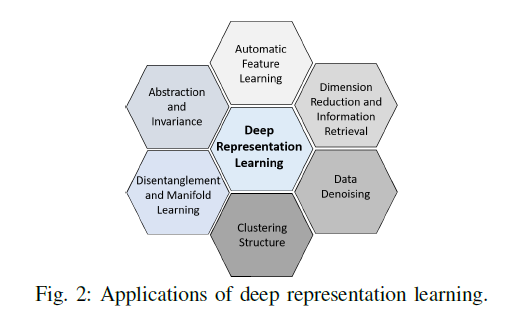 Automatic
Feature
Learning
Abstraction
and
Invariance
Dimension
Reduction and
Information
Retrieval
Deep
Representation
Learning
Disentanglement
and Manifold
Learning
Data
Denoising
Clustering
Structure
Fig. 2: Applications of deep representation learning.